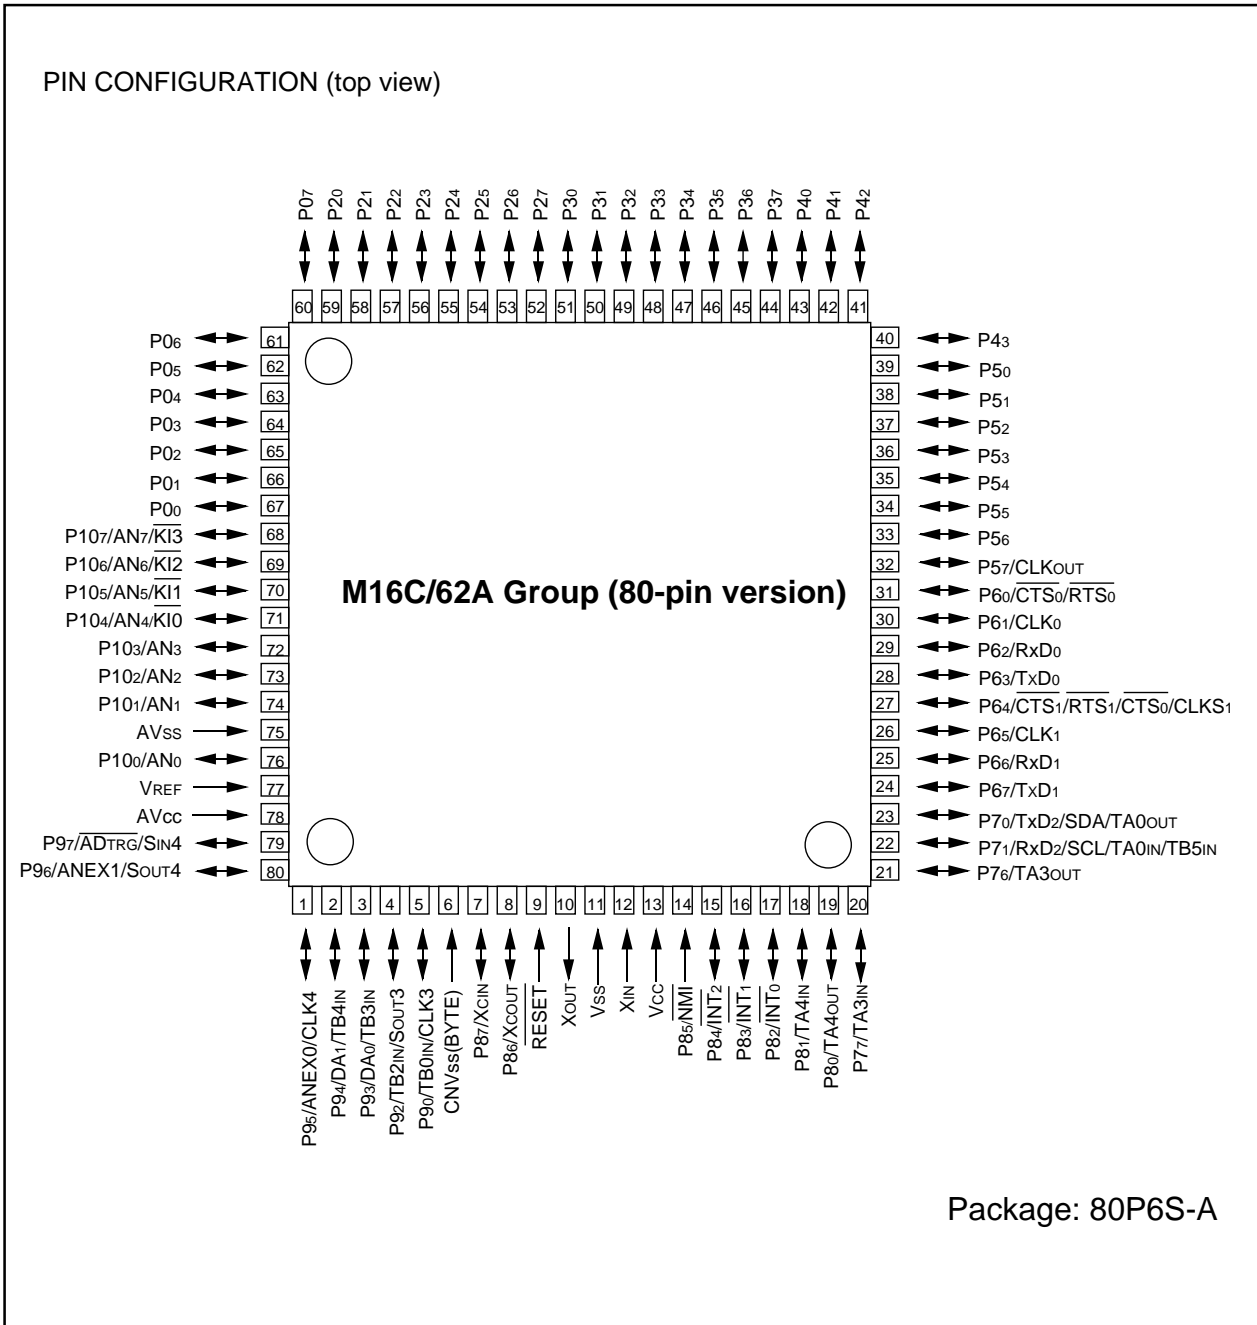 PIN CONFIGURATION (top view)
P07 P20 P21 P22 P23 P24 P25 P26 P27 P30 P31 P32 P33 P34 P35 P36 P37 P40 P41 P42
60 59 58 57 56 55 54 53 52 51 50 49 48 47 46 45 44 43 42 41
P06 61
P05 62
P04 63
P03 64
P02 65
P01 66
P00 67
P107/AN7/KI3 68
P106/AN6/KI2 69
P105/AN5/KI1 70
P104/AN4/KI0 71
P103/AN3 72
P102/AN2 73
P101/AN1 74
AVSS 75
P100/AN0 76
VREF 77
AVCC 78
P97/ADTRG/SIN4 79
P96/ANEX1/SOUT4 80
M16C/62A Group (80-pin version)
40 P43
39 P50
38 P51
37 P52
36 P53
35 P54
34 P55
33 P56
32 P57/CLKOUT
31 P60/CTS0/RTS0
30 P61/CLK0
29 P62/RxD0
28 P63/TXD0
27 P64/CTS1/RTS1/CTS0/CLKS1
26 P65/CLK1
25 P66/RxD1
24 P67/TXD1
23 P70/TxD2/SDA/TA0OUT
22 P71/RxD2/SCL/TA0IN/TB5IN
21 P76/TA3OUT
1 2 3 4 5 6 7 8 9 10 11 12 13 14 15 16 17 18 19 20
P95/ANEX0/CLK4
P94/DA1/TB4IN
P93/DA0/TB3IN
P92/TB2IN/SOUT3
P90/TB0IN/CLK3
CNVss(BYTE)
P87/XCIN
P86/XCOUT
RESET
XOUT
VSS
XIN
VCC
P85/NMI
P84/INT2
P83/INT1
P82/INT0
P81/TA4IN
P80/TA4OUT
P77/TA3IN
Package: 80P6S-A